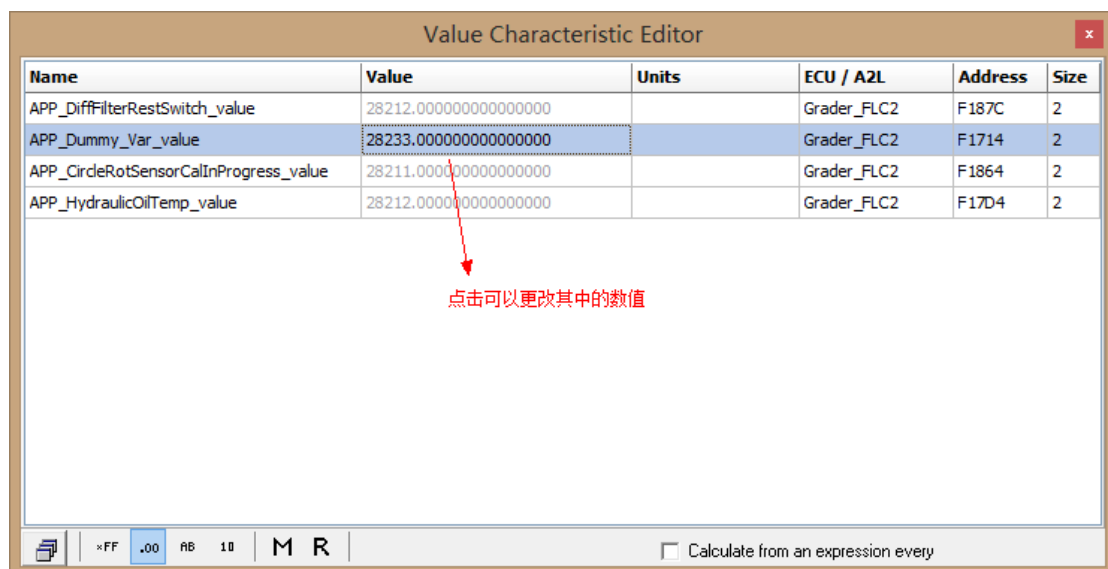 Value Characteristic Editor
x
Name Value Units ECU / A2L Address Size
APP_DiffFilterRestSwitch_value 28212.000000000000000 Grader_FLC2 F187C 2
APP_Dummy_Var_value 28233.000000000000000 Grader_FLC2 F1714 2
APP_CircleRotSensorCalInProgress_value 28211.000000000000000 Grader_FLC2 F1864 2
APP_HydraulicOilTemp_value 28212.000000000000000 Grader_FLC2 F17D4 2
点击可以更改其中的数值
×FF .00 AB 10 M R Calculate from an expression every